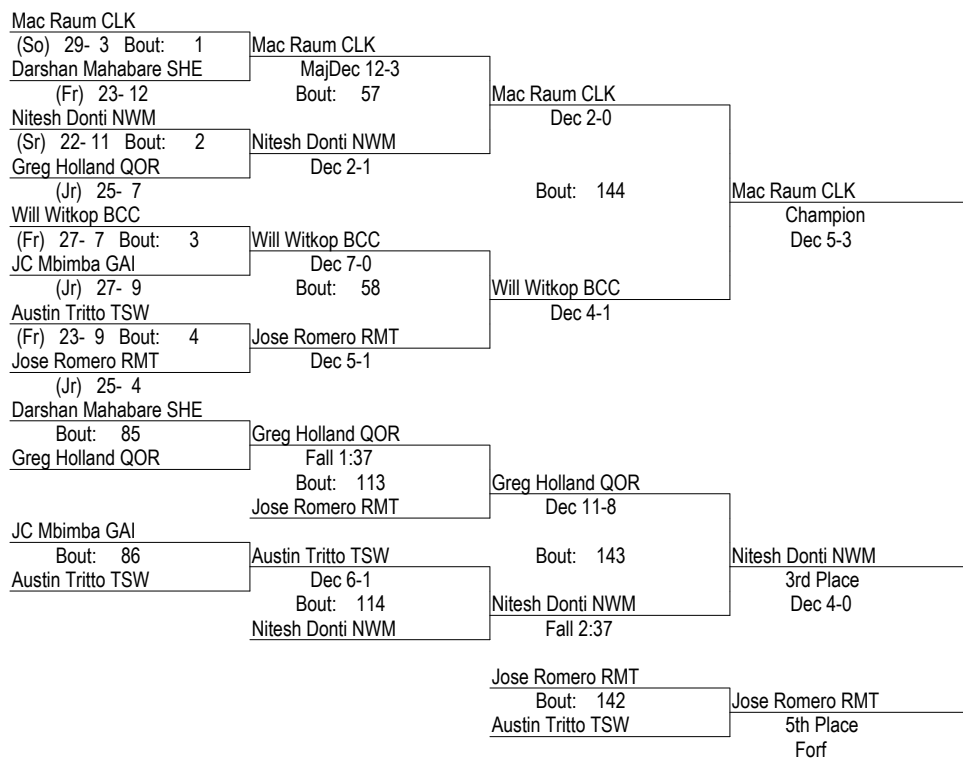 Mac Raum CLK
(So) 29- 3 Bout: 1 Mac Raum CLK
Darshan Mahabare SHE MajDec 12-3
(Fr) 23- 12 Bout: 57 Mac Raum CLK
Nitesh Donti NWM Dec 2-0
(Sr) 22- 11 Bout: 2 Nitesh Donti NWM
Greg Holland QOR Dec 2-1
(Jr) 25- 7 Bout: 144 Mac Raum CLK
Will Witkop BCC Champion
(Fr) 27- 7 Bout: 3 Will Witkop BCC Dec 5-3
JC Mbimba GAI Dec 7-0
(Jr) 27- 9 Bout: 58 Will Witkop BCC
Austin Tritto TSW Dec 4-1
(Fr) 23- 9 Bout: 4 Jose Romero RMT
Jose Romero RMT Dec 5-1
(Jr) 25- 4
Darshan Mahabare SHE
Bout: 85 Greg Holland QOR
Greg Holland QOR Fall 1:37
Bout: 113 Greg Holland QOR
Jose Romero RMT Dec 11-8
JC Mbimba GAI
Bout: 86 Austin Tritto TSW Bout: 143 Nitesh Donti NWM
Austin Tritto TSW Dec 6-1 3rd Place
Bout: 114 Nitesh Donti NWM Dec 4-0
Nitesh Donti NWM Fall 2:37
Jose Romero RMT
Bout: 142 Jose Romero RMT
Austin Tritto TSW 5th Place
Forf